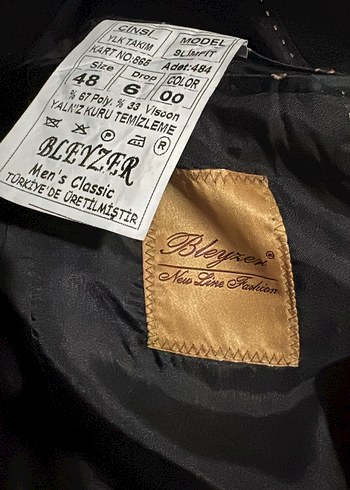 CİNSİ MODEL
YLK TAKIM SLIMFIT
KART NO:868 Adet:484
Size Drop COLOR
48 6 00
% 67 Poly. % 33 Viscon
YALNIZ KURU TEMİZLEME
P R
BLEYZER
Men's Classic
TÜRKİYE'DE ÜRETİLMİŞTİR
Bleyzer®
New Line Fashion